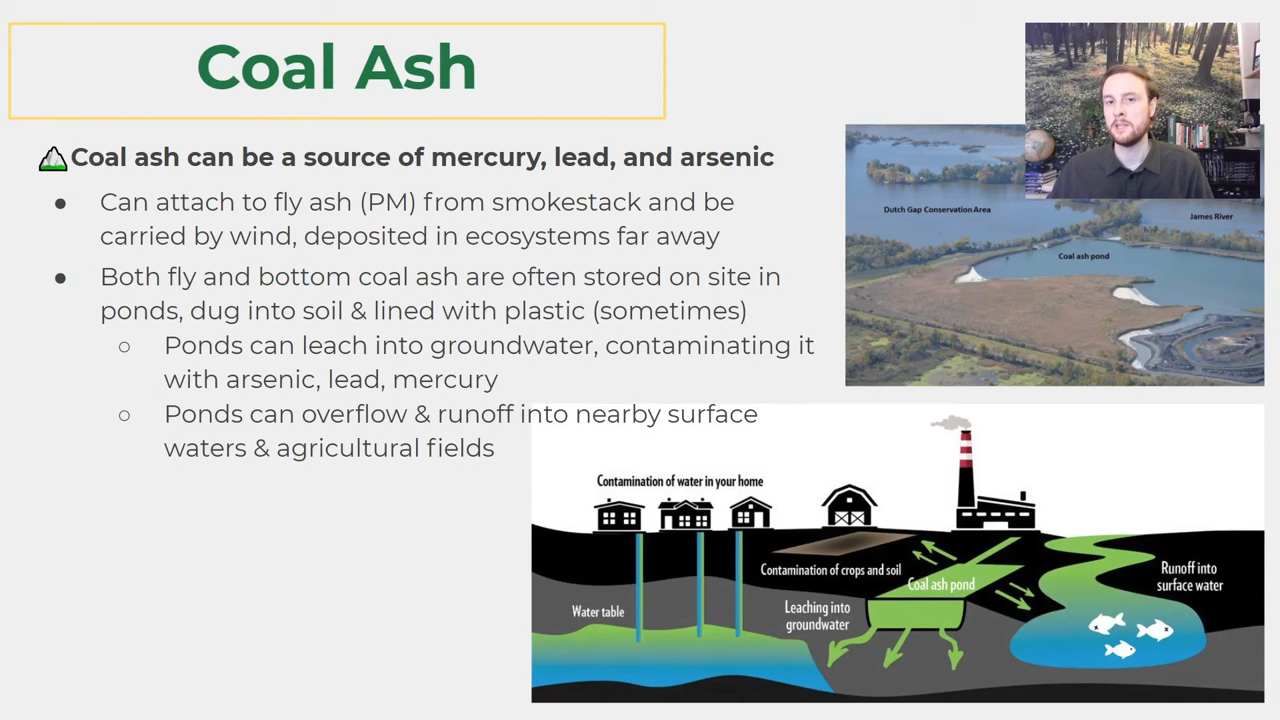 Coal Ash
Coal ash can be a source of mercury, lead, and arsenic
● Can attach to fly ash (PM) from smokestack and be
carried by wind, deposited in ecosystems far away
● Both fly and bottom coal ash are often stored on site in
ponds, dug into soil & lined with plastic (sometimes)
○ Ponds can leach into groundwater, contaminating it
with arsenic, lead, mercury
○ Ponds can overflow & runoff into nearby surface
waters & agricultural fields
Dutch Gap Conservation Area
James River
Coal ash pond
Contamination of water in your home
Contamination of crops and soil
Coal ash pond
Runoff into
surface water
Water table
Leaching into
groundwater